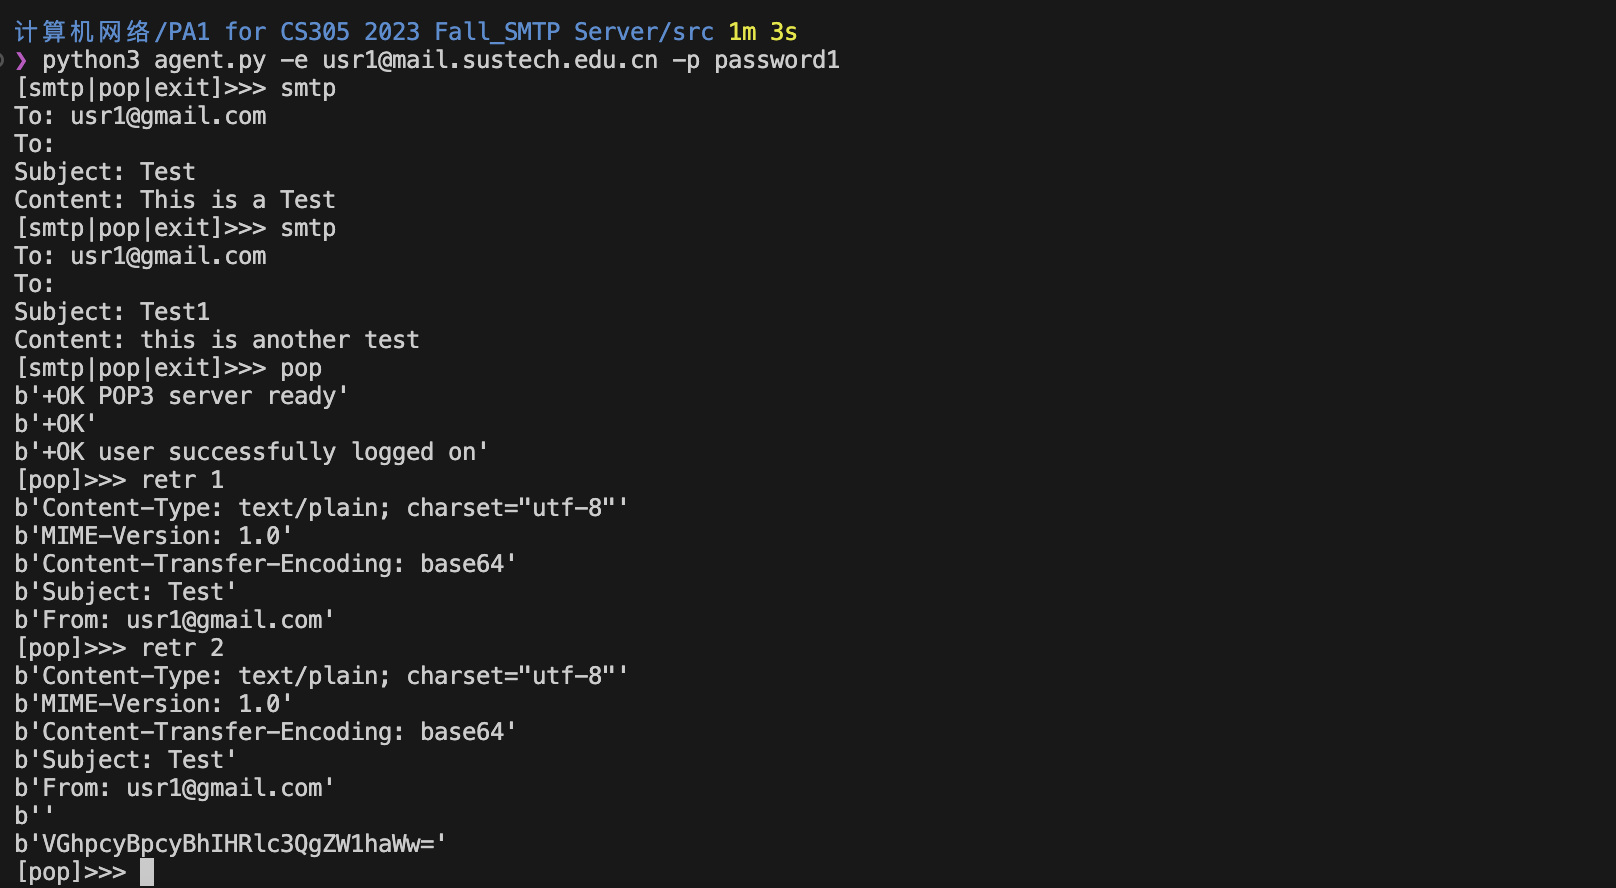 计算机网络/PA1 for CS305 2023 Fall_SMTP Server/src 1m 3s
❯ python3 agent.py -e usr1@mail.sustech.edu.cn -p password1
[smtp|pop|exit]>>> smtp
To: usr1@gmail.com
To:
Subject: Test
Content: This is a Test
[smtp|pop|exit]>>> smtp
To: usr1@gmail.com
To:
Subject: Test1
Content: this is another test
[smtp|pop|exit]>>> pop
b'+OK POP3 server ready'
b'+OK'
b'+OK user successfully logged on'
[pop]>>> retr 1
b'Content-Type: text/plain; charset="utf-8"'
b'MIME-Version: 1.0'
b'Content-Transfer-Encoding: base64'
b'Subject: Test'
b'From: usr1@gmail.com'
[pop]>>> retr 2
b'Content-Type: text/plain; charset="utf-8"'
b'MIME-Version: 1.0'
b'Content-Transfer-Encoding: base64'
b'Subject: Test'
b'From: usr1@gmail.com'
b''
b'VGhpcyBpcyBhIHRlc3QgZW1haWw='
[pop]>>>